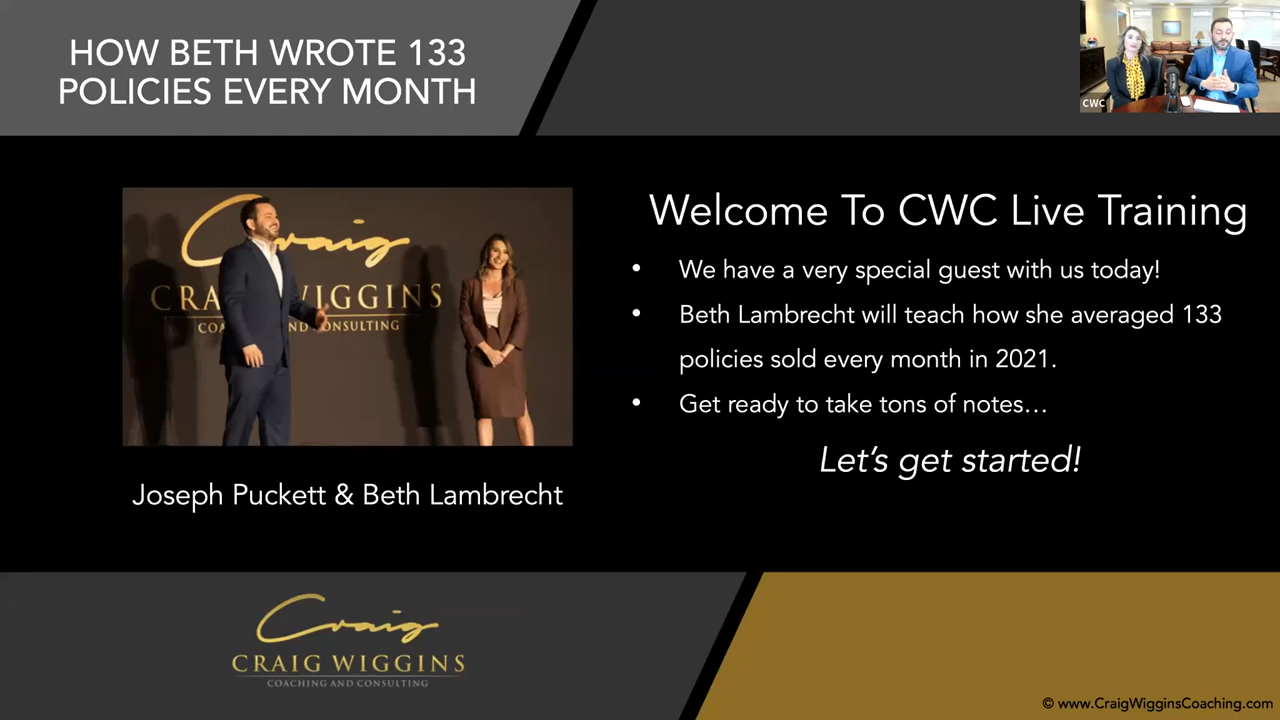 HOW BETH WROTE 133
POLICIES EVERY MONTH
CWC
Craig
CRAIG WIGGINS
COACHING AND CONSULTING
Welcome To CWC Live Training
• We have a very special guest with us today!
• Beth Lambrecht will teach how she averaged 133
policies sold every month in 2021.
• Get ready to take tons of notes…
Let’s get started!
Joseph Puckett & Beth Lambrecht
Craig
CRAIG WIGGINS
COACHING AND CONSULTING
© www.CraigWigginsCoaching.com